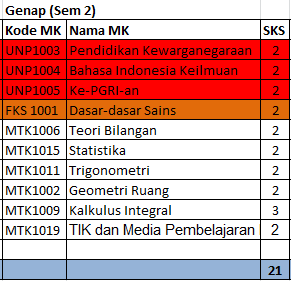 Genap (Sem 2)
Kode MK Nama MK SKS
UNP1003 Pendidikan Kewarganegaraan 2
UNP1004 Bahasa Indonesia Keilmuan 2
UNP1005 Ke-PGRI-an 2
FKS 1001 Dasar-dasar Sains 2
MTK1006 Teori Bilangan 2
MTK1015 Statistika 2
MTK1011 Trigonometri 2
MTK1002 Geometri Ruang 2
MTK1009 Kalkulus Integral 3
MTK1019 TIK dan Media Pembelajaran 2
21